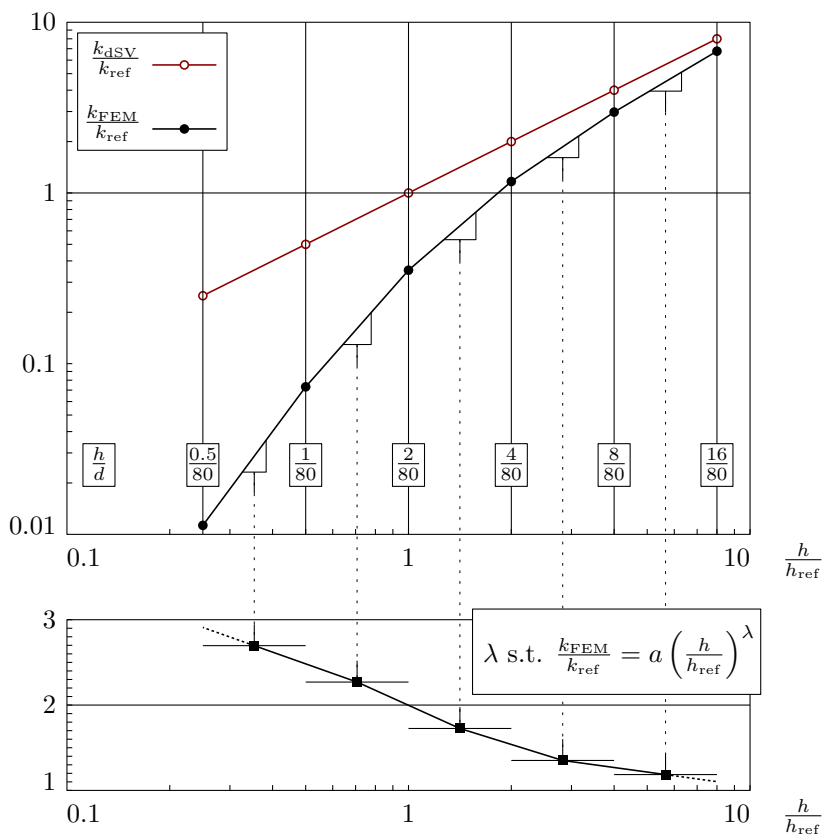 10
k_dSV/k_ref
k_FEM/k_ref
1
0.1
h/d 0.5/80 1/80 2/80 4/80 8/80 16/80
0.01
0.1 1 10 h/h_ref
3
λ s.t. k_FEM/k_ref = a (h/h_ref)^λ
2
1
0.1 1 10 h/h_ref